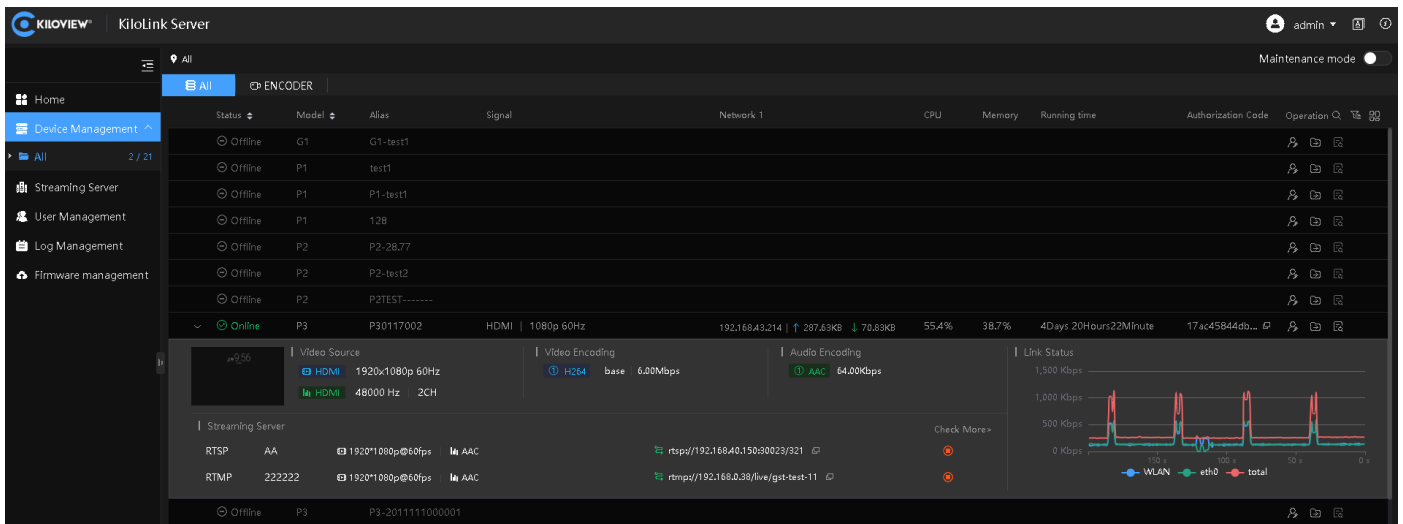 KILOVIEW® KiloLink Server admin
All Maintenance mode
All ENCODER
Home
Device Management
All 2 / 21
Streaming Server
User Management
Log Management
Firmware management
Status Model Alias Signal Network 1 CPU Memory Running time Authorization Code Operation
Offline G1 G1-test1
Offline P1 test1
Offline P1 P1-test1
Offline P1 128
Offline P2 P2-28.77
Offline P2 P2-test2
Offline P2 P2TEST-------
Online P3 P30117002 HDMI | 1080p 60Hz 192.168.43.214 | ↑ 287.63KB ↓ 70.83KB 55.4% 38.7% 4Days 20Hours22Minute 17ac45844db...
Video Source Video Encoding Audio Encoding Link Status
HDMI 1920x1080p 60Hz 1 H264 base 6.00Mbps 1 AAC 64.00Kbps
HDMI 48000 Hz 2CH
1,500 Kbps
1,000 Kbps
500 Kbps
0 Kbps
150 s 100 s 50 s 0 s
WLAN eth0 total
Streaming Server Check More>
RTSP AA 1920*1080p@60fps AAC rtsp://192.168.40.150:30023/321
RTMP 222222 1920*1080p@60fps AAC rtmp://192.168.0.38/live/gst-test-11
Offline P3 P3-2011111000001